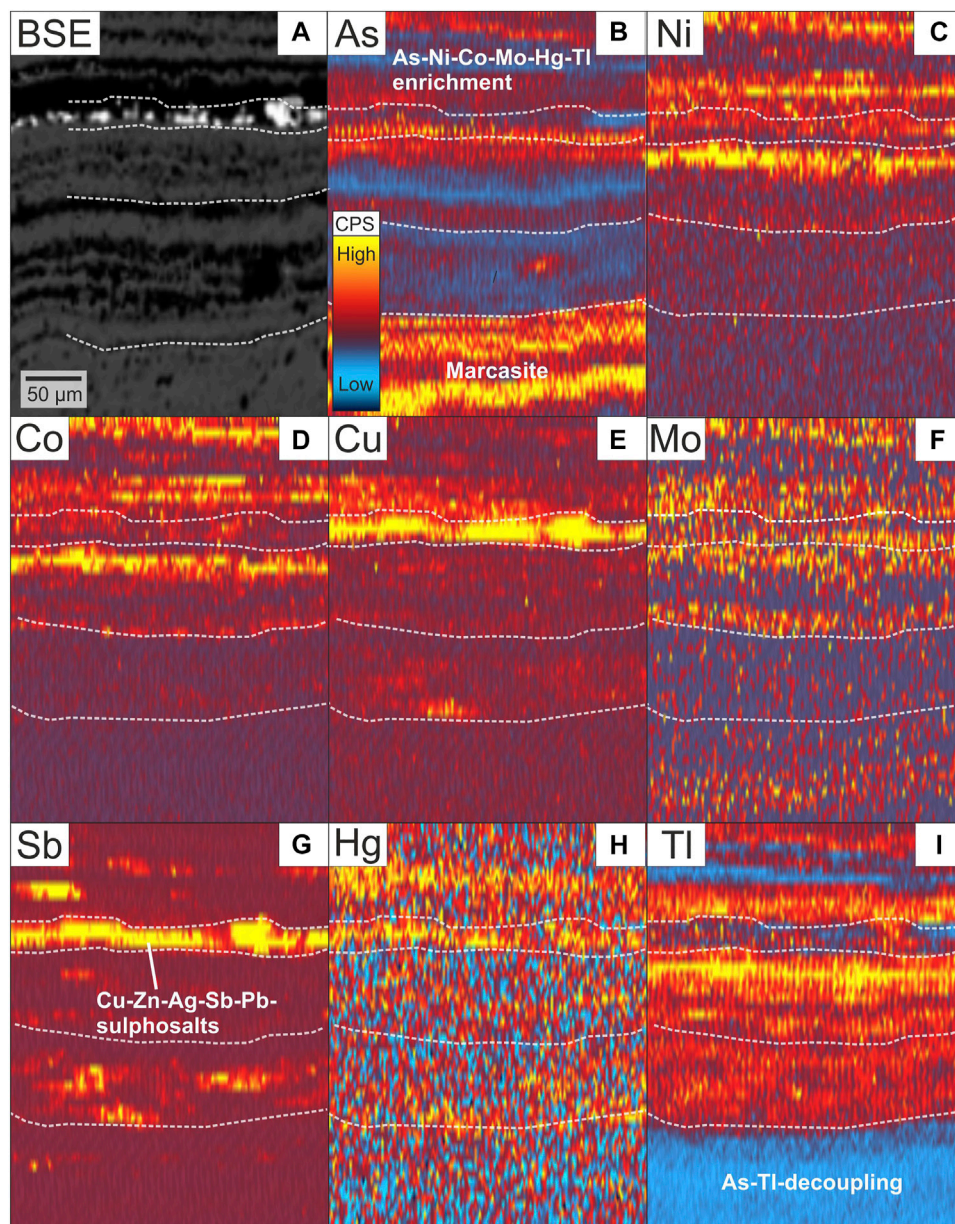 BSE
A
As
B
As-Ni-Co-Mo-Hg-Tl
enrichment
Ni
C
CPS
High
Low
50 µm
Marcasite
Co
D
Cu
E
Mo
F
Sb
G
Cu-Zn-Ag-Sb-Pb-
sulphosalts
Hg
H
Tl
I
As-Tl-decoupling